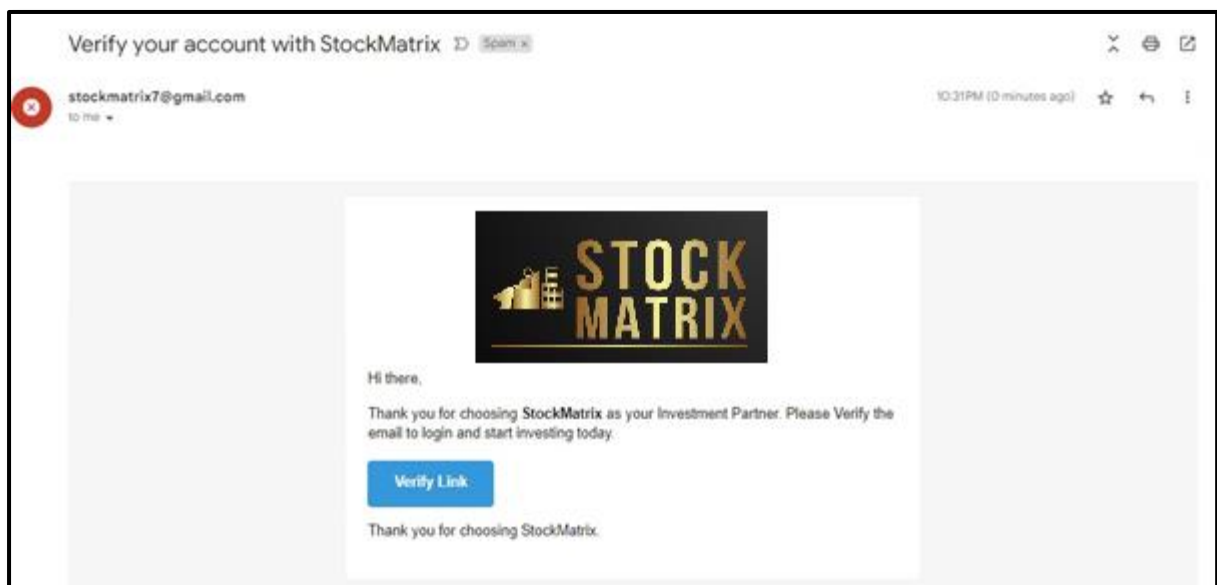 Verify your account with StockMatrix Spam x
stockmatrix7@gmail.com
10:31PM (0 minutes ago)
to me
STOCK
MATRIX
Hi there,
Thank you for choosing StockMatrix as your Investment Partner. Please Verify the
email to login and start investing today.
Verify Link
Thank you for choosing StockMatrix.